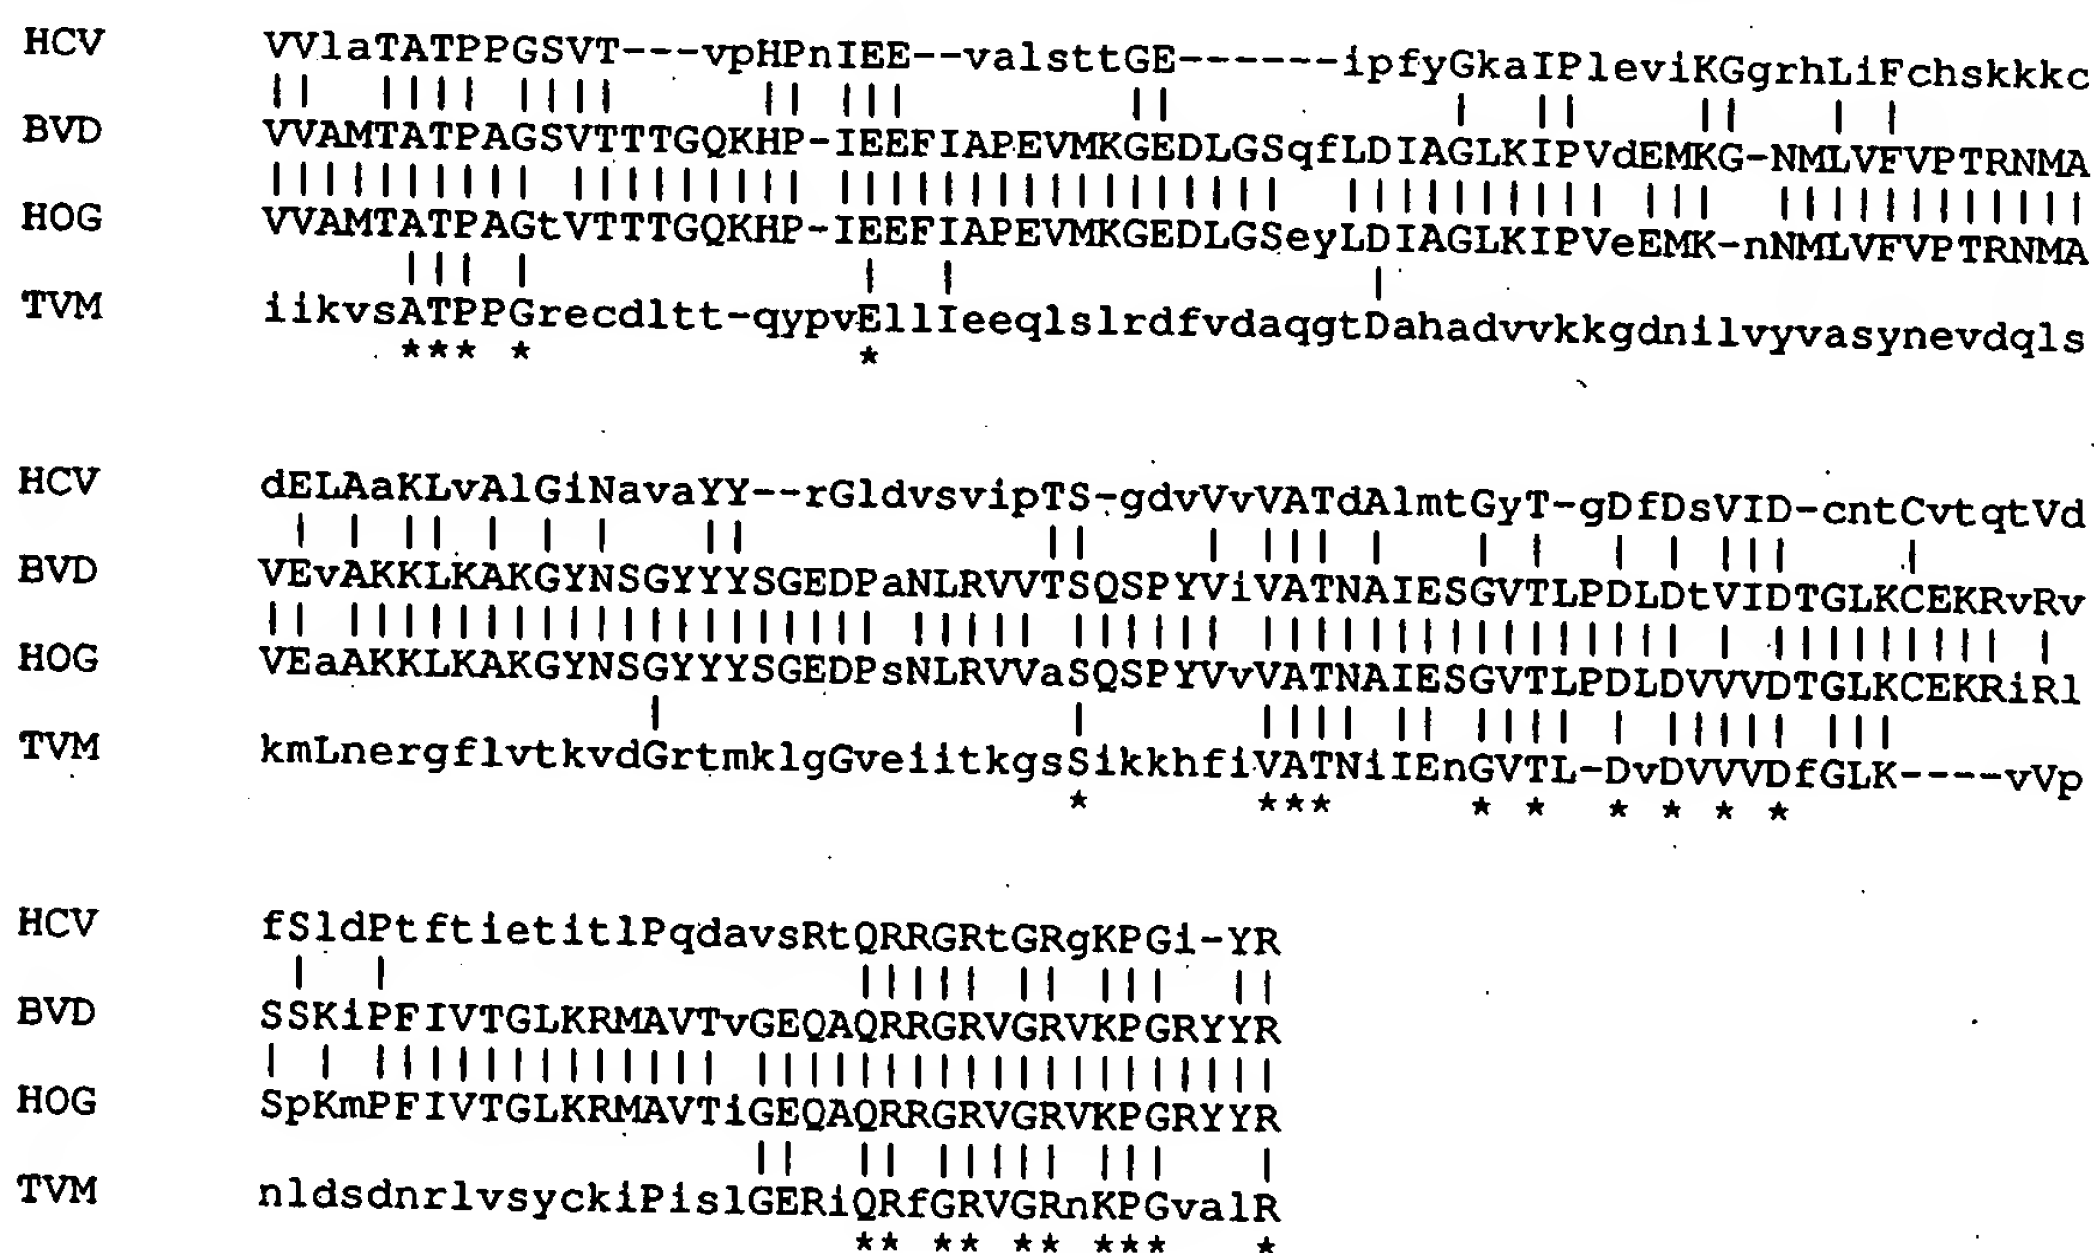 HCV VVlaTATPPGSVT---vpHPnIEE--valsttGE------ipfyGkaIPleviKGgrhLiFchskkkc
BVD VVAMTATPAGSVTTTGQKHP-IEEFIAPEVMKGEDLGSqfLDIAGLKIPVdEMKG-NMLVFVPTRNMA
HOG VVAMTATPAGtVTTTGQKHP-IEEFIAPEVMKGEDLGSeyLDIAGLKIPVeEMK-nNMLVFVPTRNMA
TVM iikvsATPPGrecdltt-qypvEllIeeqlslrdfvdaqgtDahadvvkkgdnilvyvasynevdqls
*** * *
HCV dELAaKLvAlGiNavaYY--rGldvsvipTS-gdvVvVATdAlmtGyT-gDfDsVID-cntCvtqtVd
BVD VEvAKKLKAKGYNSGYYYSGEDPaNLRVVTSQSPYViVATNAIESGVTLPDLDtVIDTGLKCEKRvRv
HOG VEaAKKLKAKGYNSGYYYSGEDPsNLRVVaSQSPYVvVATNAIESGVTLPDLDVVVDTGLKCEKRiRl
TVM kmLnergflvtkvdGrtmklgGveiitkgsSikkhfiVATNiIEnGVTL-DvDVVVDfGLK----vVp
* *** * * * * * *
HCV fSldPtftietitlPqdavsRtQRRGRtGRgKPGi-YR
BVD SSKiPFIVTGLKRMAVTvGEQAQRRGRVGRVKPGRYYR
HOG SpKmPFIVTGLKRMAVTiGEQAQRRGRVGRVKPGRYYR
TVM nldsdnrlvsyckiPislGERiQRfGRVGRnKPGvalR
** ** ** *** *